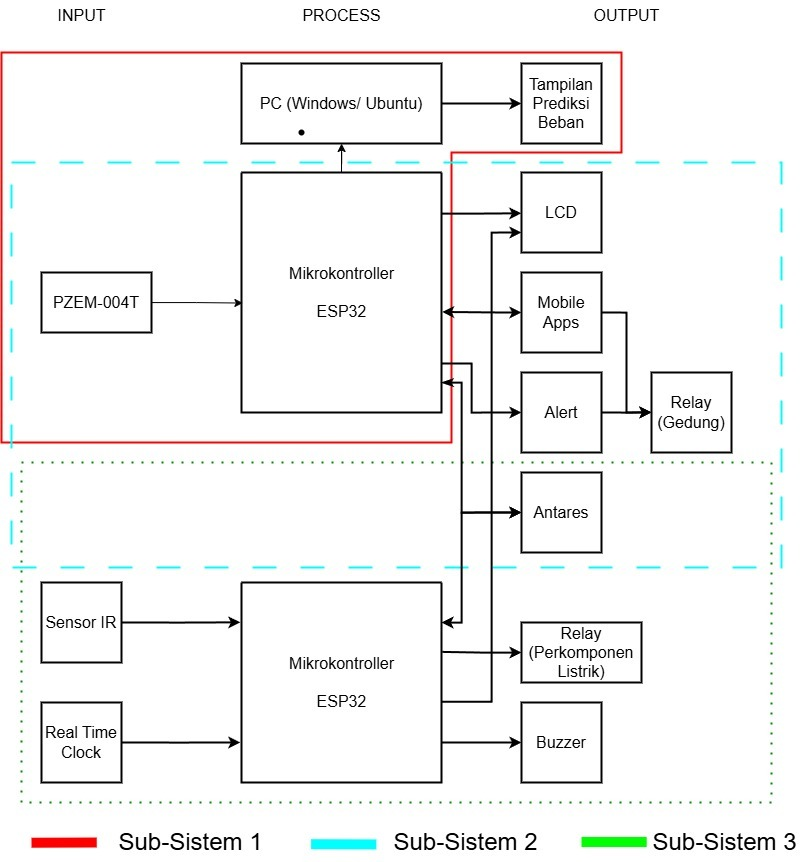 INPUT
PROCESS
OUTPUT
PC (Windows/ Ubuntu)
Tampilan
Prediksi
Beban
LCD
Mikrokontroller
ESP32
PZEM-004T
Mobile
Apps
Alert
Relay
(Gedung)
Antares
Sensor IR
Mikrokontroller
ESP32
Relay
(Perkomponen
Listrik)
Real Time
Clock
Buzzer
Sub-Sistem 1
Sub-Sistem 2
Sub-Sistem 3